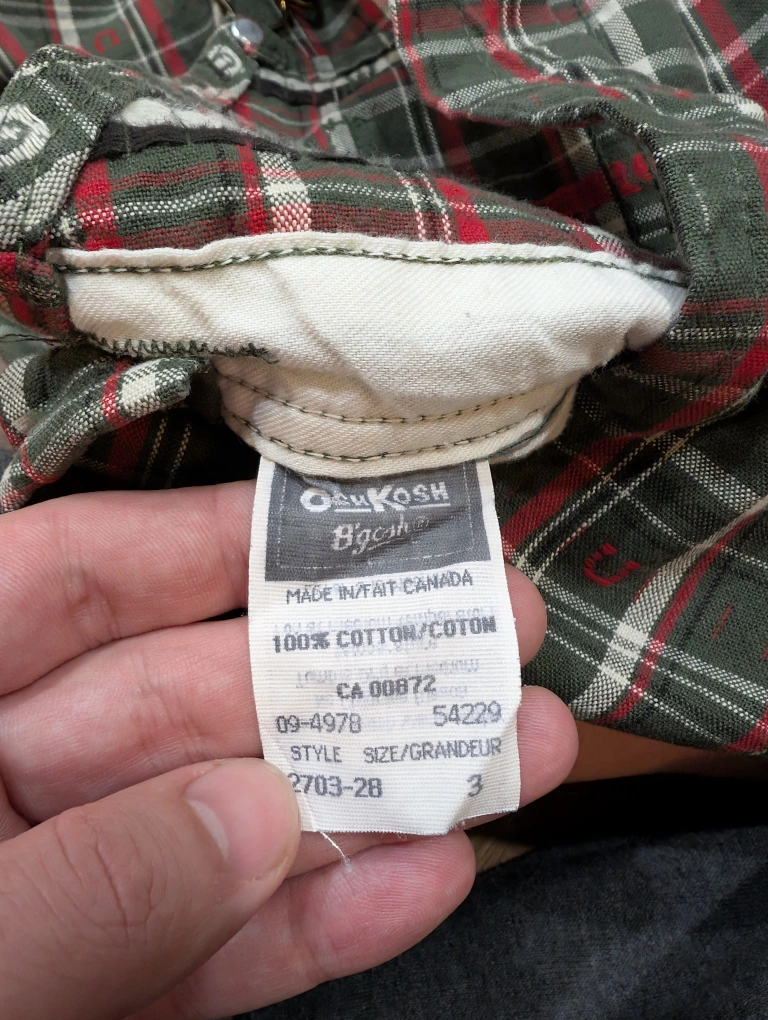 OSHKOSH
B'gosh®
MADE IN/FAIT CANADA
100% COTTON/COTON
CA 00872
09-4978 54229
STYLE SIZE/GRANDEUR
2703-28 3